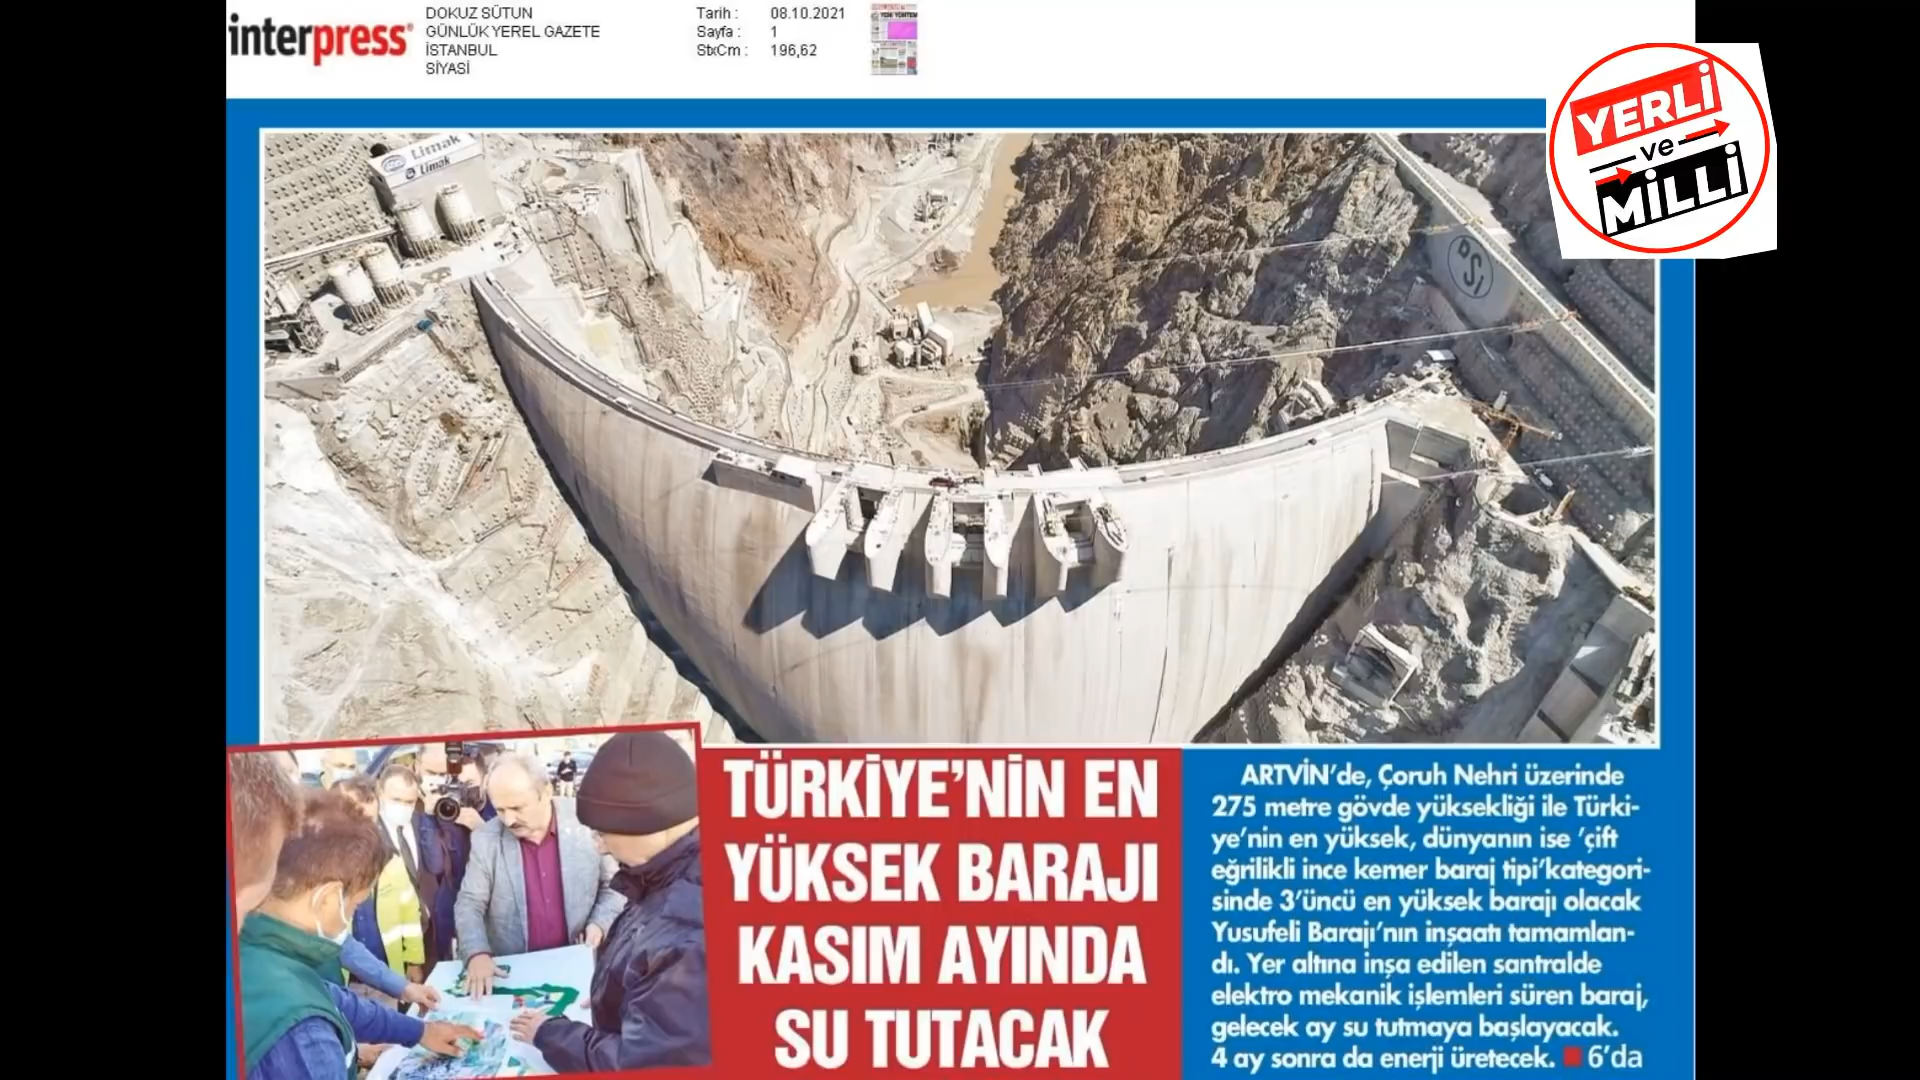 interpress
DOKUZ SÜTUN
GÜNLÜK YEREL GAZETE
İSTANBUL
SİYASİ
Tarih : 08.10.2021
Sayfa : 1
StxCm : 196,62
YENİ YÖNTEM
YERLİ
ve
MİLLİ
Limak
Limak
DSİ
TÜRKİYE'NİN EN
YÜKSEK BARAJI
KASIM AYINDA
SU TUTACAK
ARTVİN'de, Çoruh Nehri üzerinde
275 metre gövde yüksekliği ile Türki-
ye'nin en yüksek, dünyanın ise 'çift
eğrilikli ince kemer baraj tipi'kategori-
sinde 3'üncü en yüksek barajı olacak
Yusufeli Barajı'nın inşaatı tamamlan-
dı. Yer altına inşa edilen santralde
elektro mekanik işlemleri süren baraj,
gelecek ay su tutmaya başlayacak.
4 ay sonra da enerji üretecek. 6'da